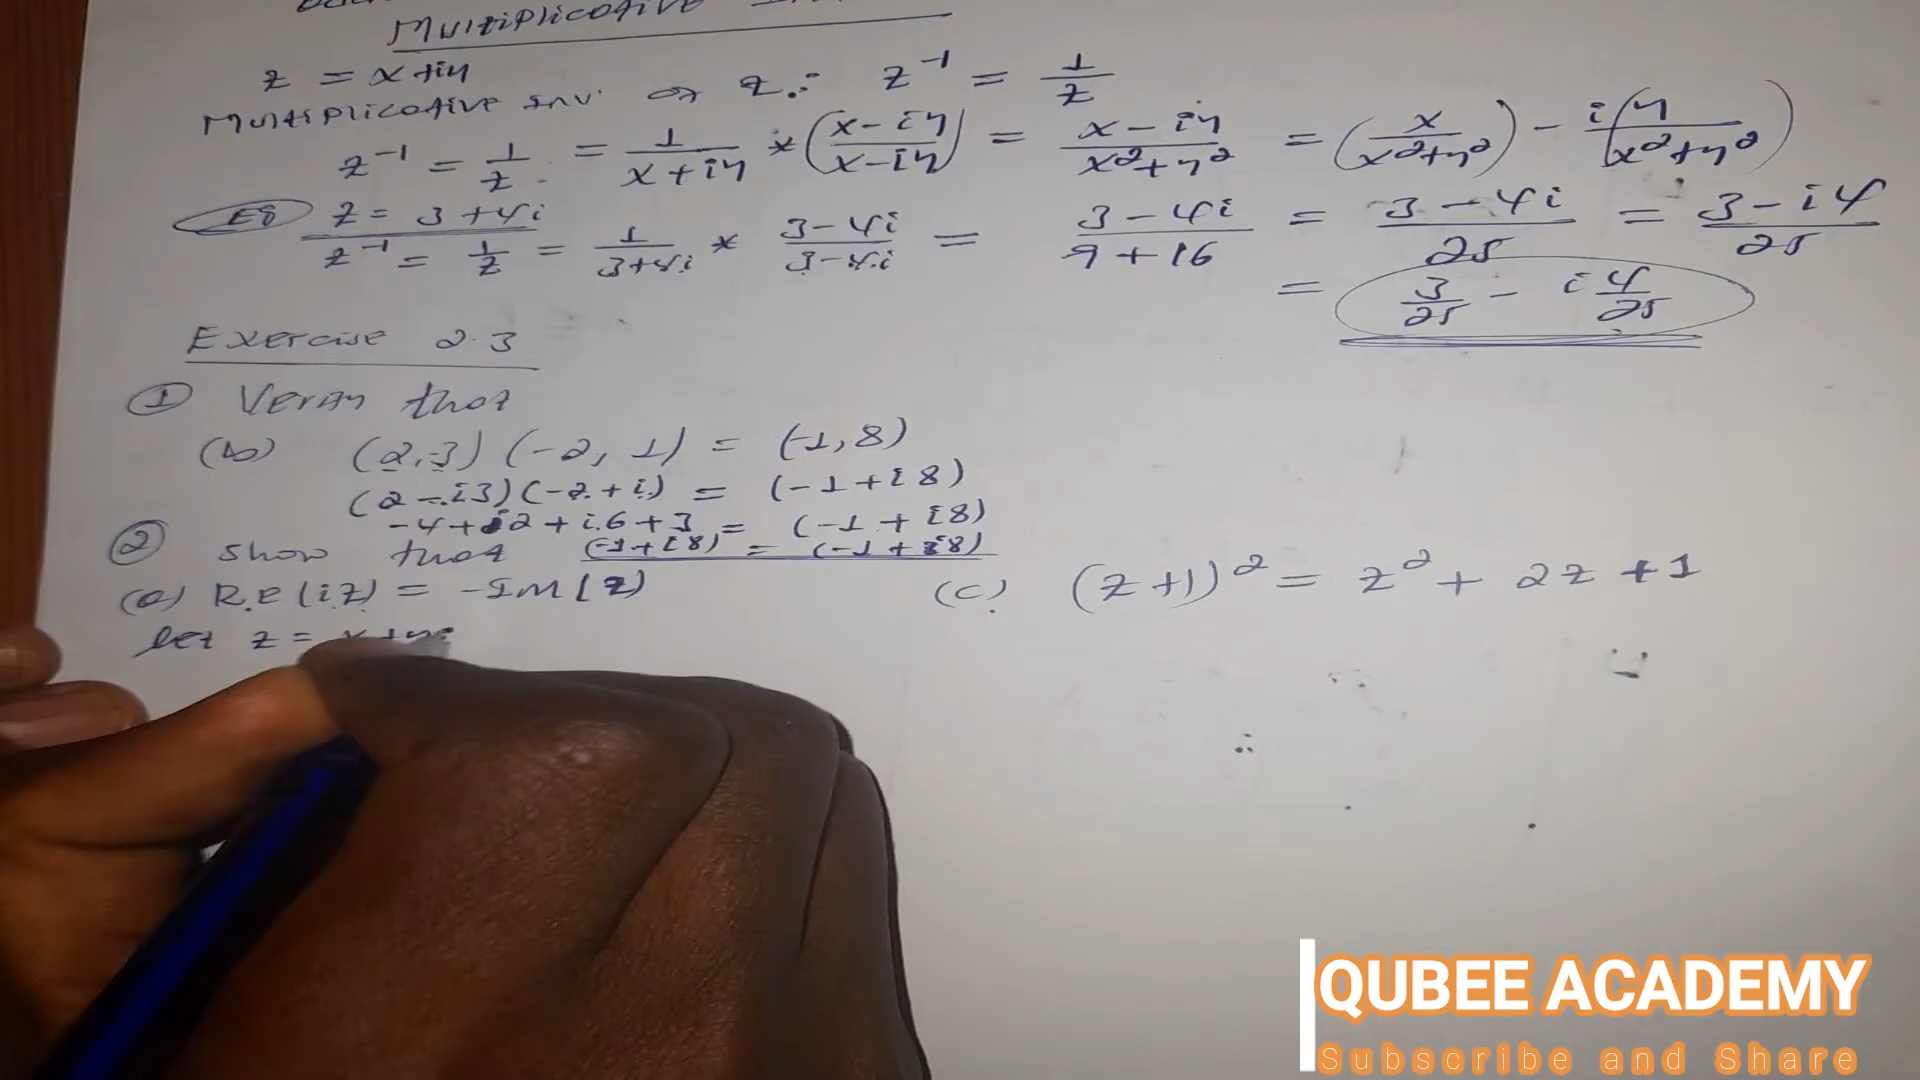 Multiplicative
z = x+iy
Multiplicative Inv. of z: z⁻¹ = 1/z
z⁻¹ = 1/z = 1/(x+iy) * (x-iy/x-iy) = (x-iy)/(x²+y²) = (x/(x²+y²)) - i(y/(x²+y²))
Eg z = 3+4i
z⁻¹ = 1/z = 1/(3+4i) * (3-4i)/(3-4i) = (3-4i)/(9+16) = (3-4i)/25 = (3-i4)/25
= 3/25 - i 4/25
Exercise 2.3
① Verify that
(b) (2,-3) (-2, 1) = (-1,8)
(2-i3)(-2+i) = (-1+i8)
-4+i2+i6+3 = (-1+i8)
② show that (-1+i8) = (-1+i8)
(a) Re(iz) = -Im(z) (c) (z+1)² = z² + 2z +1
let z = x+yi
QUBEE ACADEMY
Subscribe and Share